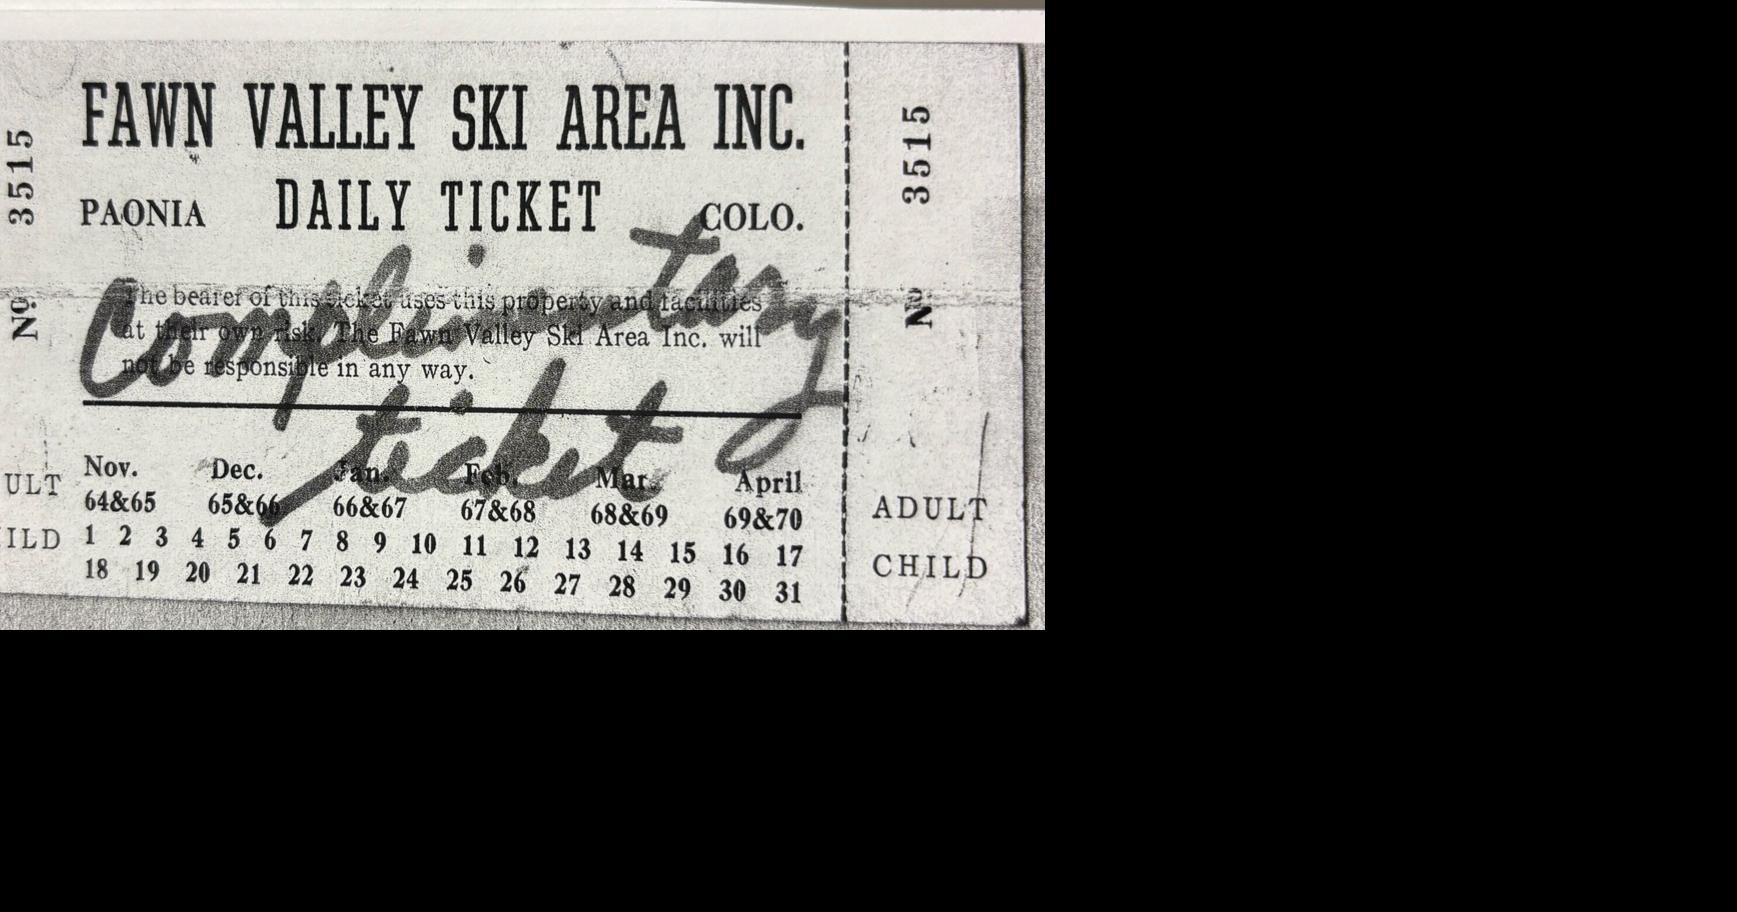 FAWN VALLEY SKI AREA INC.
PAONIA DAILY TICKET COLO.
Complimentary
ticket
The bearer of this ticket uses this property and facilities
at their own risk. The Fawn Valley Ski Area Inc. will
not be responsible in any way.
Nov. Dec. Jan. Feb. Mar. April
64&65 65&66 66&67 67&68 68&69 69&70
1 2 3 4 5 6 7 8 9 10 11 12 13 14 15 16 17
18 19 20 21 22 23 24 25 26 27 28 29 30 31
Nº 3515
ULT
ILD
Nº 3515
ADULT
CHILD